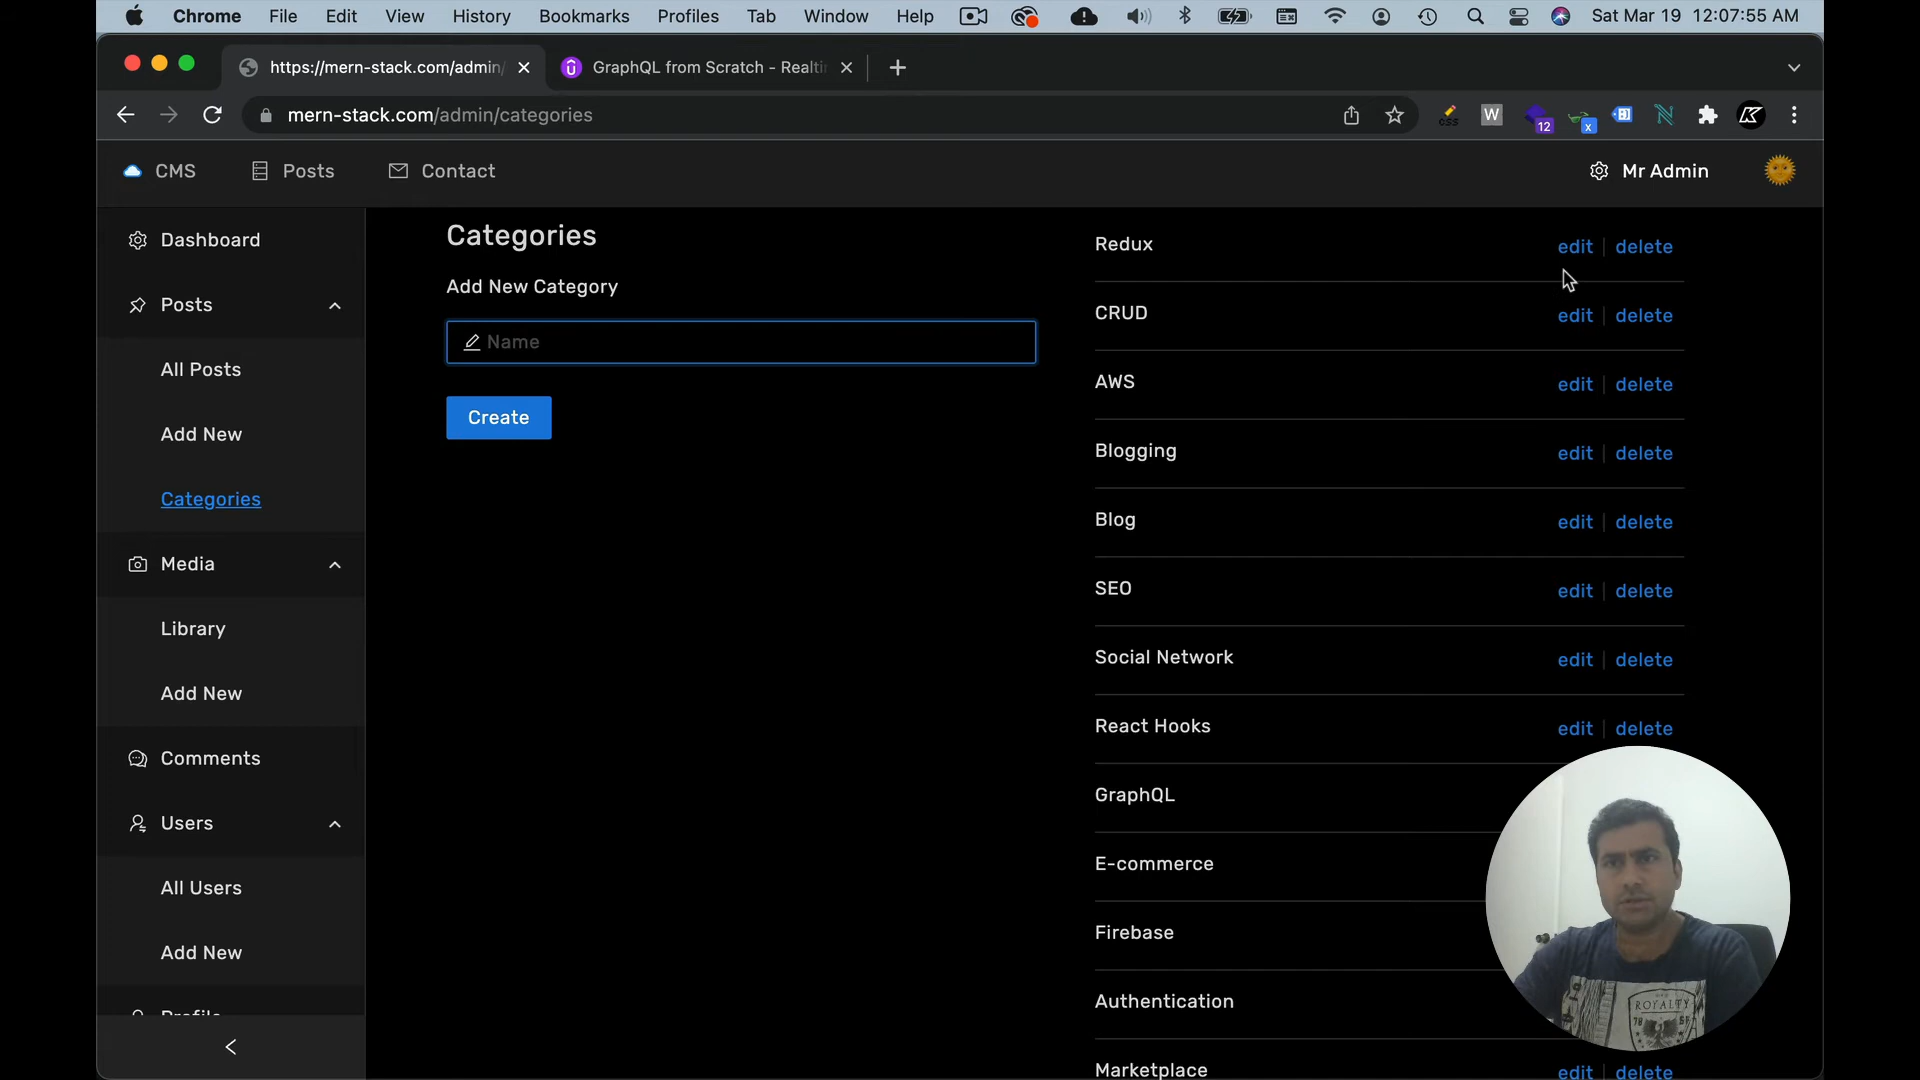 Chrome File Edit View History Bookmarks Profiles Tab Window Help Sat Mar 19 12:07:55 AM
https://mern-stack.com/admin/ GraphQL from Scratch - Realti
mern-stack.com/admin/categories css W 12 x
CMS Posts Contact Mr Admin
Dashboard
Posts
All Posts
Add New
Categories
Media
Library
Add New
Comments
Users
All Users
Add New
Profile
Categories
Add New Category
Name
Create
Redux edit delete
CRUD edit delete
AWS edit delete
Blogging edit delete
Blog edit delete
SEO edit delete
Social Network edit delete
React Hooks edit delete
GraphQL
E-commerce
Firebase
Authentication
Marketplace edit delete
ROYALTY